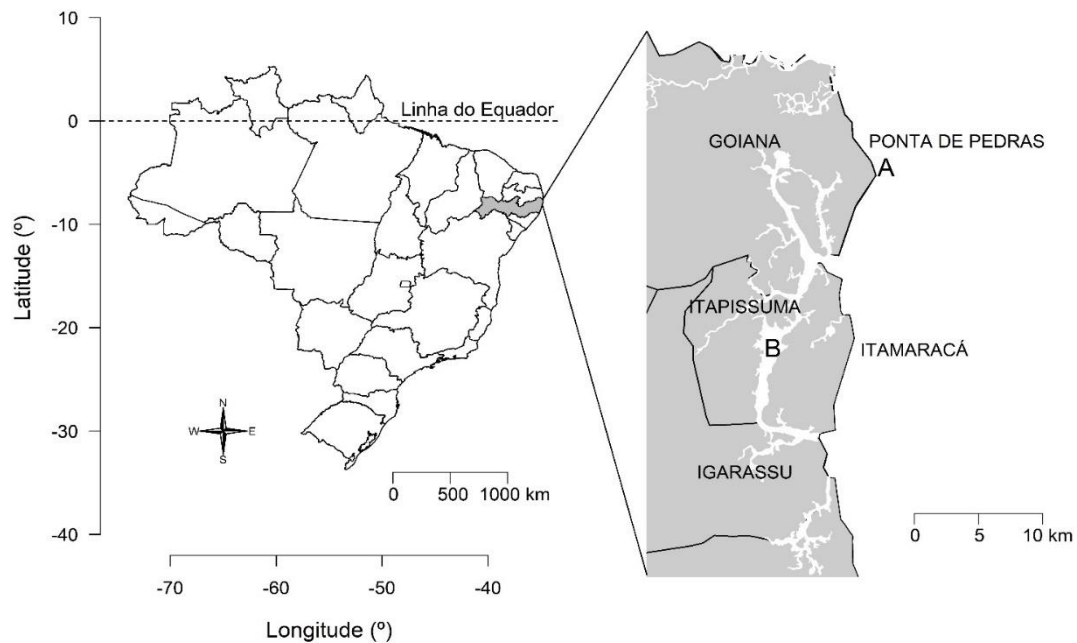 10
0
-10
-20
-30
-40
Latitude (º)
Linha do Equador
N
W E
S
0 500 1000 km
-70 -60 -50 -40
Longitude (º)
GOIANA
PONTA DE PEDRAS
A
ITAPISSUMA
B
ITAMARACÁ
IGARASSU
0 5 10 km